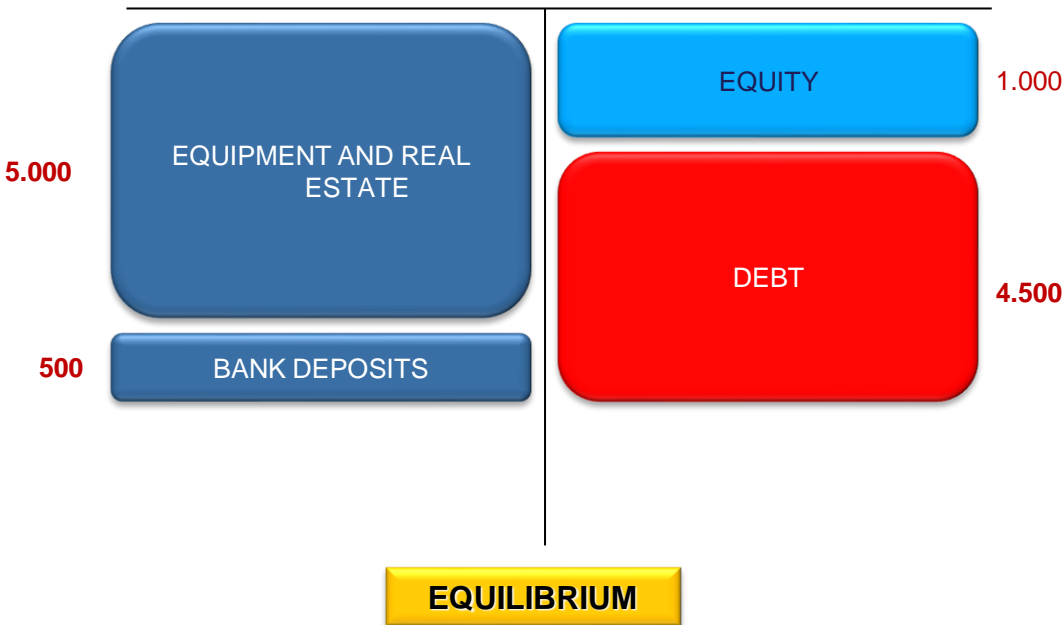 5.000
EQUIPMENT AND REAL
ESTATE
500
BANK DEPOSITS
EQUITY
1.000
DEBT
4.500
EQUILIBRIUM